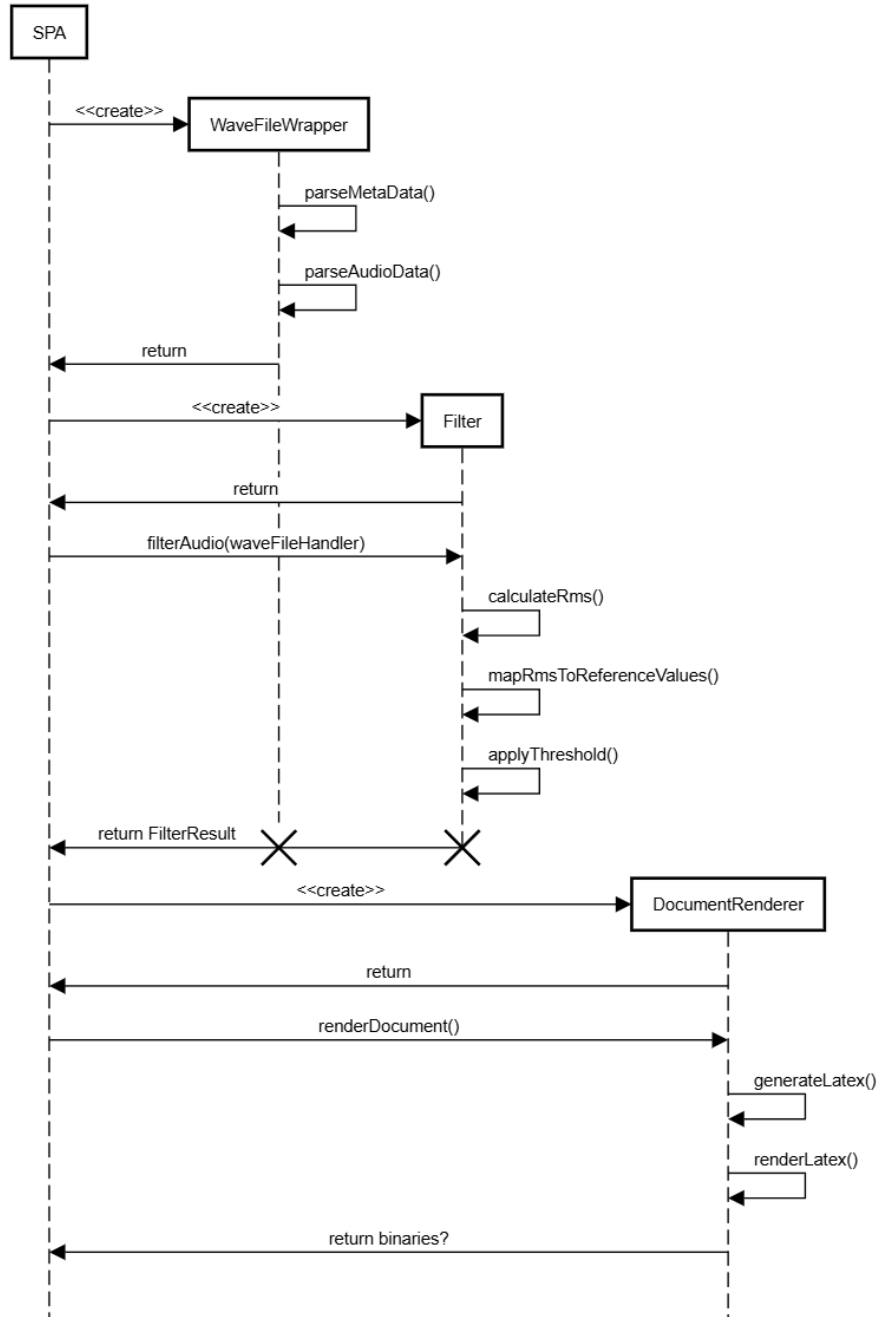 SPA
<<create>>
WaveFileWrapper
parseMetaData()
parseAudioData()
return
<<create>>
Filter
return
filterAudio(waveFileHandler)
calculateRms()
mapRmsToReferenceValues()
applyThreshold()
return FilterResult
<<create>>
DocumentRenderer
return
renderDocument()
generateLatex()
renderLatex()
return binaries?